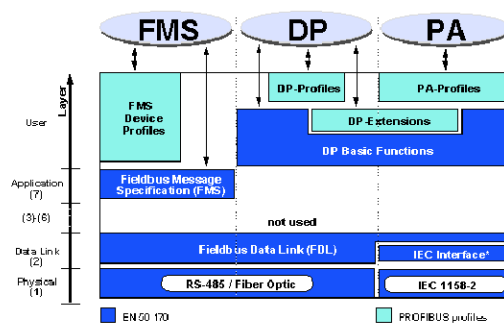 FMS DP PA
Layer
User
FMS
Device
Profiles
DP-Profiles
PA-Profiles
DP-Extensions
DP Basic Functions
Application
(7)
Fieldbus Message
Specification (FMS)
(3)-(6)
not used
Data Link
(2)
Fieldbus Data Link (FDL)
IEC Interface*
Physical
(1)
RS-485 / Fiber Optic
IEC 1158-2
EN 50 170
PROFIBUS profiles